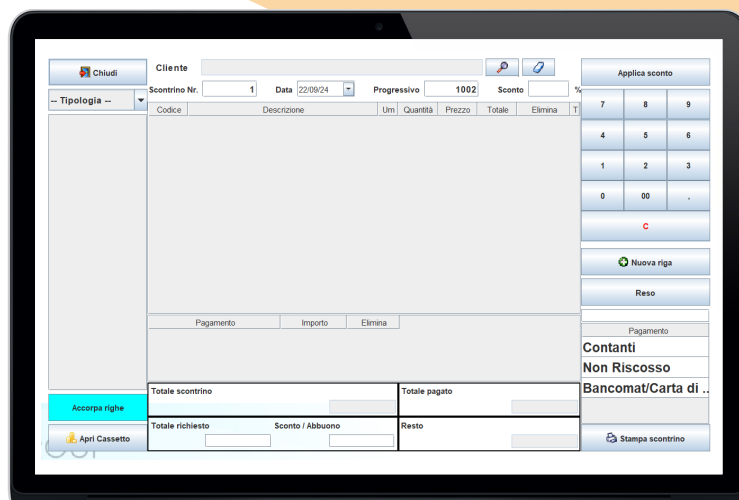 Chiudi
Cliente
Applica sconto
-- Tipologia --
Scontrino Nr. 1 Data 22/09/24 Progressivo 1002 Sconto %
Codice Descrizione Um Quantità Prezzo Totale Elimina T
7 8 9
4 5 6
1 2 3
0 00 .
C
Nuova riga
Reso
Pagamento Importo Elimina
Pagamento
Contanti
Non Riscosso
Bancomat/Carta di ..
Totale scontrino
Totale pagato
Accorpa righe
Totale richiesto Sconto / Abbuono Resto
Apri Cassetto
Stampa scontrino